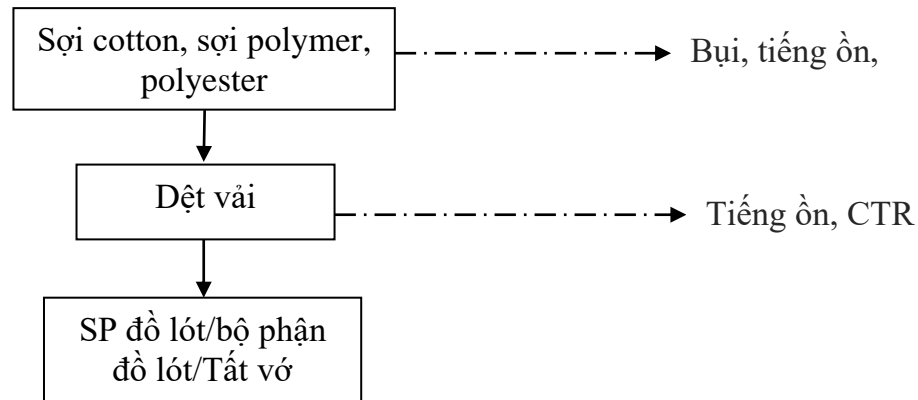 Sợi cotton, sợi polymer,
polyester
Bụi, tiếng ồn,
Dệt vải
Tiếng ồn, CTR
SP đồ lót/bộ phận
đồ lót/Tất vớ